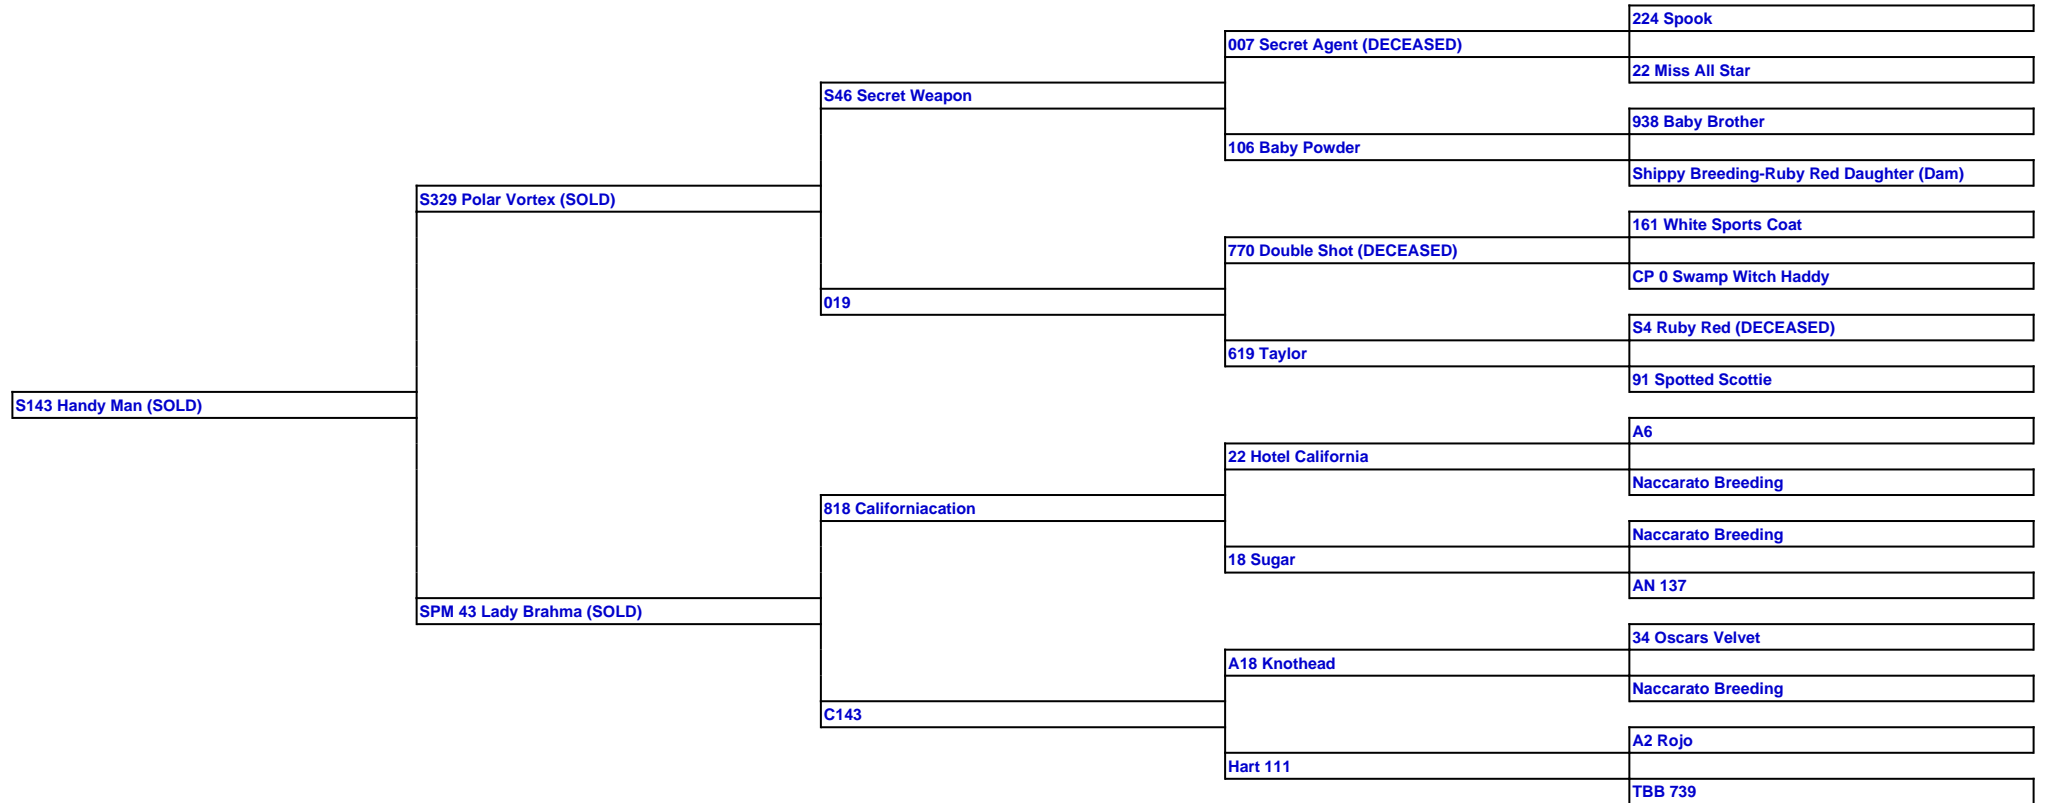 224 Spook
007 Secret Agent (DECEASED)
22 Miss All Star
S46 Secret Weapon
938 Baby Brother
106 Baby Powder
Shippy Breeding-Ruby Red Daughter (Dam)
S329 Polar Vortex (SOLD)
161 White Sports Coat
770 Double Shot (DECEASED)
CP 0 Swamp Witch Haddy
019
S4 Ruby Red (DECEASED)
619 Taylor
91 Spotted Scottie
S143 Handy Man (SOLD)
A6
22 Hotel California
Naccarato Breeding
818 Californiacation
Naccarato Breeding
18 Sugar
AN 137
SPM 43 Lady Brahma (SOLD)
34 Oscars Velvet
A18 Knothead
Naccarato Breeding
C143
A2 Rojo
Hart 111
TBB 739